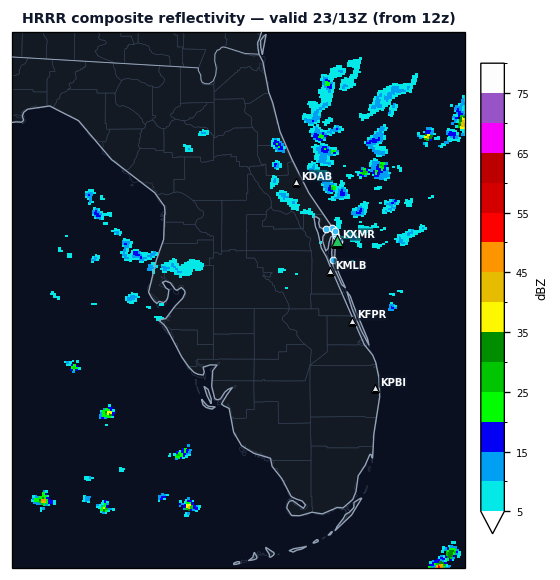 HRRR composite reflectivity — valid 23/13Z (from 12z)
KDAB
KXMR
KMLB
KFPR
KPBI
75
65
55
45
35
25
15
5
dBZ